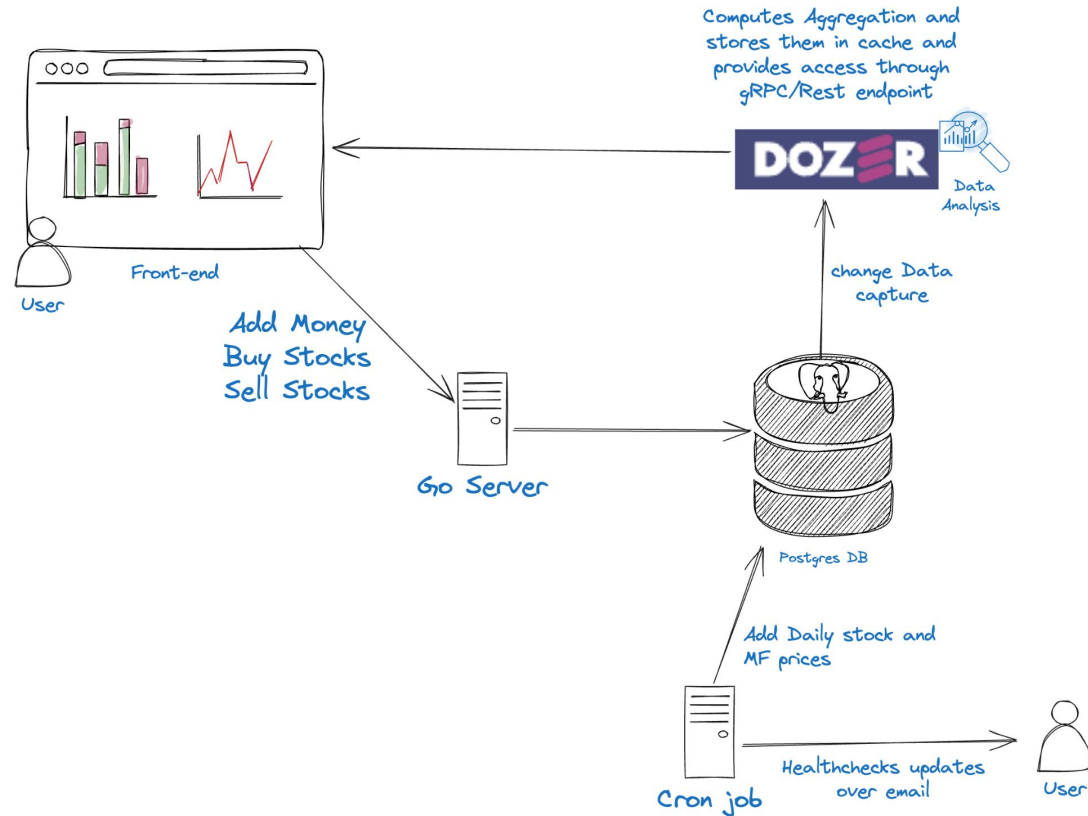 Computes Aggregation and
stores them in cache and
provides access through
gRPC/Rest endpoint
DOZER
Data
Analysis
Front-end
User
change Data
capture
Add Money
Buy Stocks
Sell Stocks
Go Server
Postgres DB
Add Daily stock and
MF prices
Healthchecks updates
over email
User
Cron job